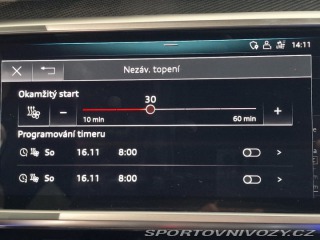 14:11
Nezáv. topení
Okamžitý start
30
10 min
60 min
Programování timeru
So 16.11 8:00
So 16.11 8:00
SPORTOVNIVOZY.CZ